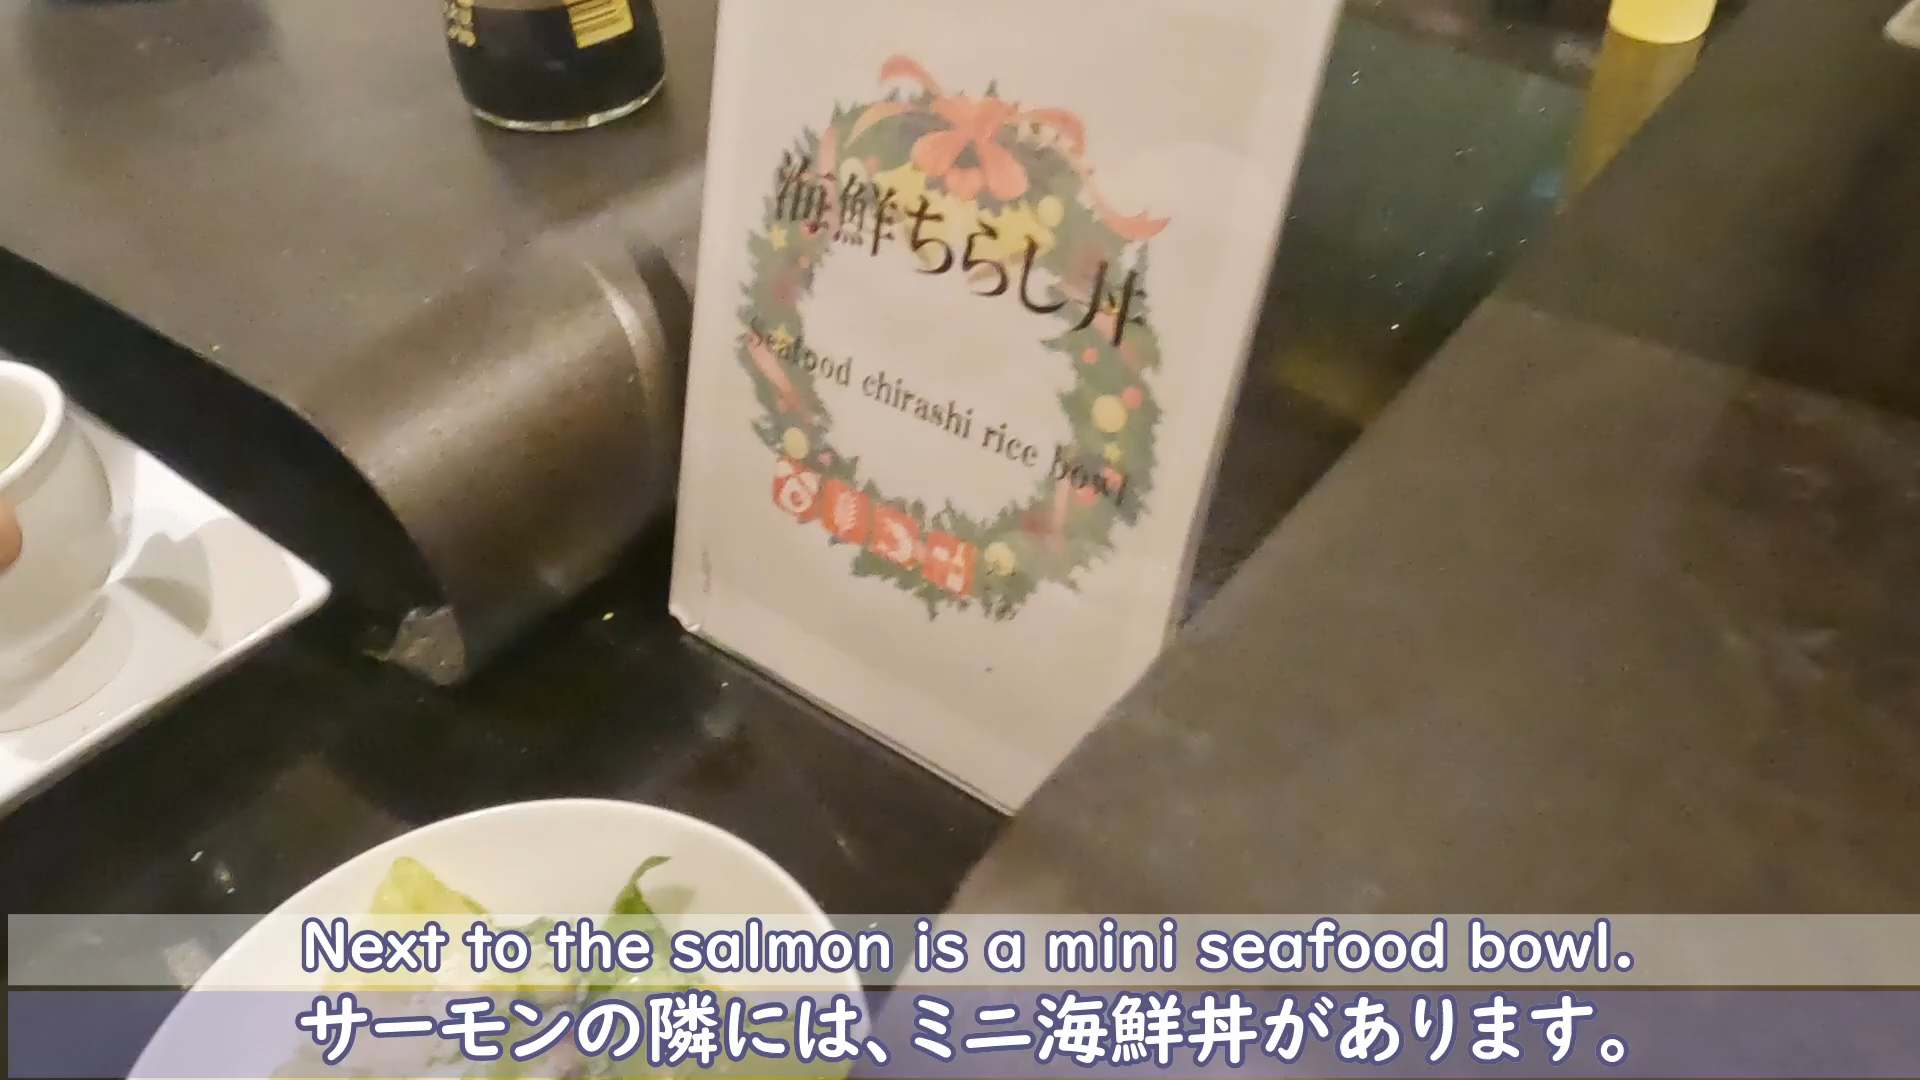 海鮮ちらし丼
Seafood chirashi rice bowl
Next to the salmon is a mini seafood bowl.
サーモンの隣には、ミニ海鮮丼があります。